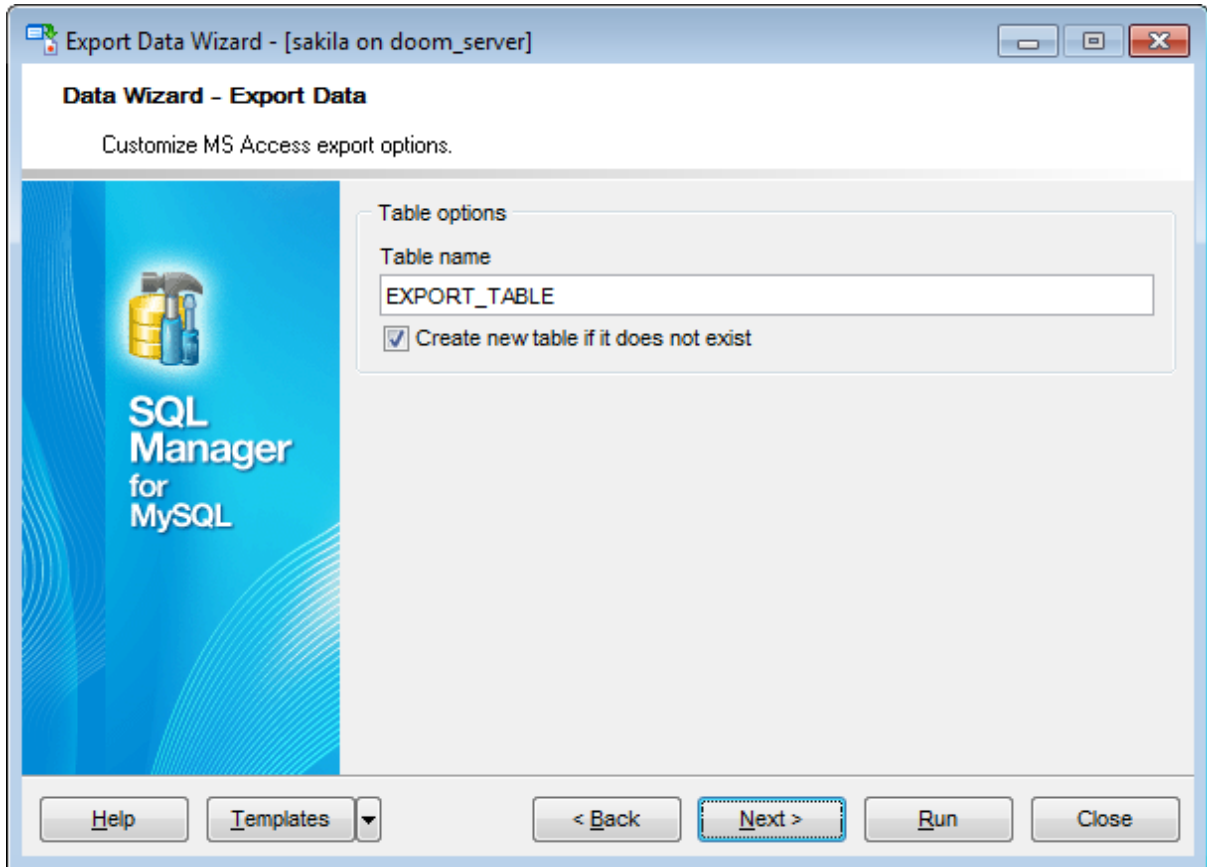 Export Data Wizard - [sakila on doom_server]
Data Wizard - Export Data
Customize MS Access export options.
Table options
Table name
EXPORT_TABLE
Create new table if it does not exist
SQL
Manager
for
MySQL
Help Templates < Back Next > Run Close